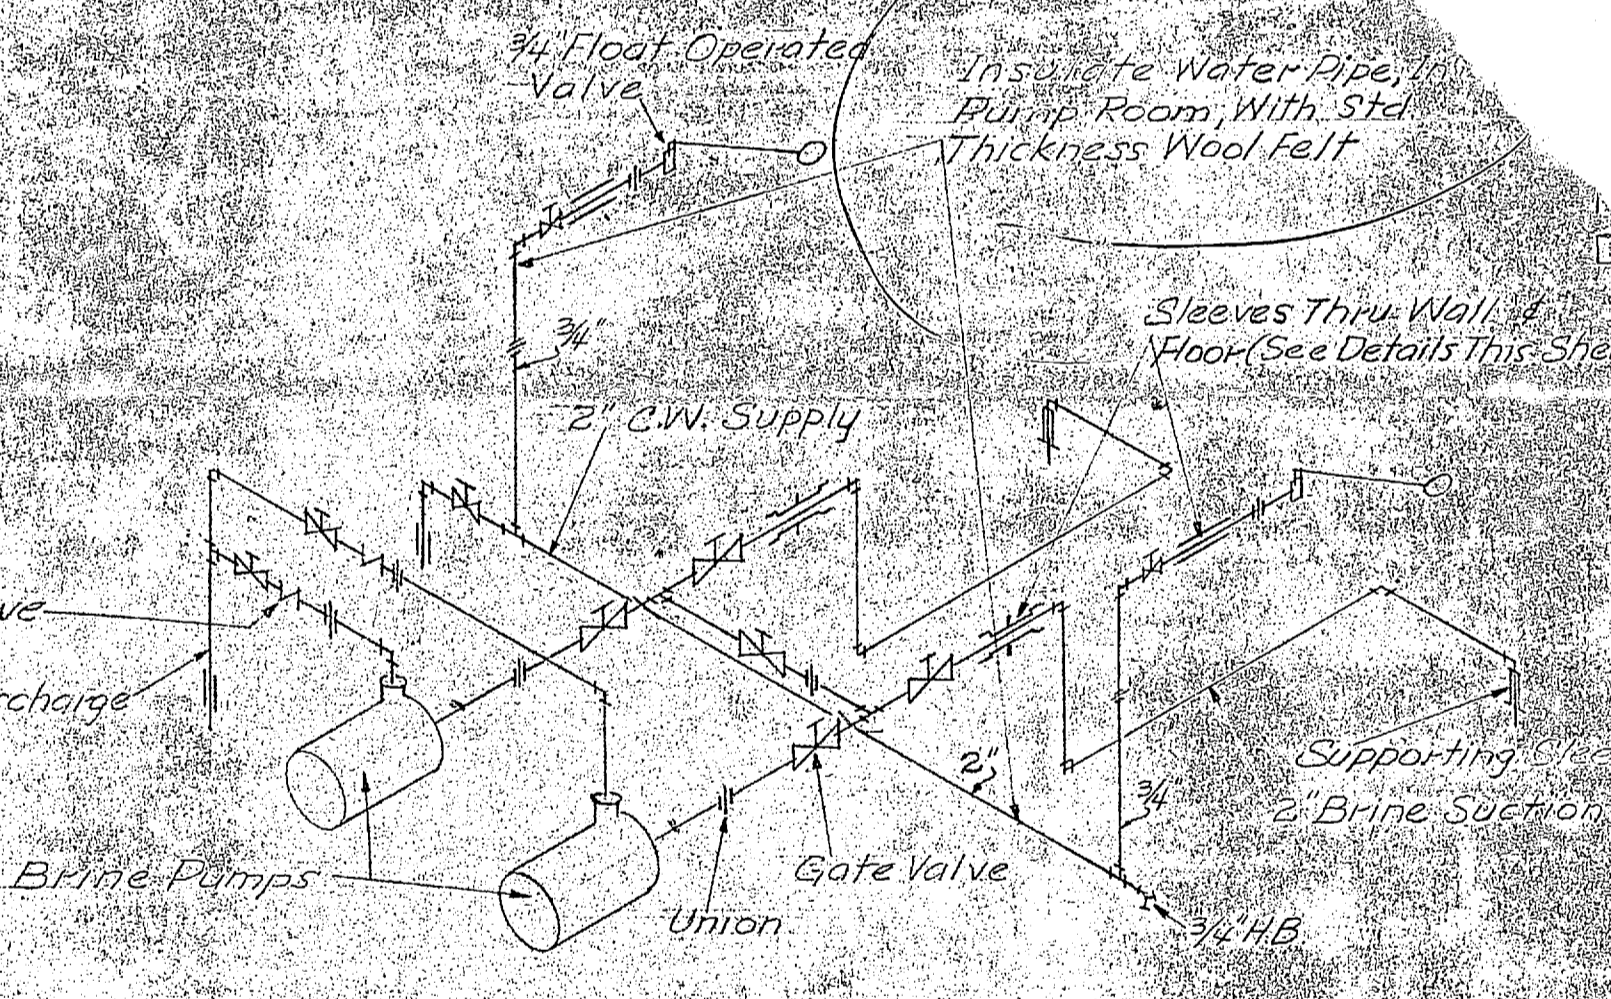 3/4" Float Operated
Valve
Insulate Water Pipe, In
Pump Room, With Std.
Thickness Wool Felt
Sleeves Thru Wall &
Floor (See Details This She
3/4"
2" C.W. Supply
ve
rcharge
2"
Supporting Slee
3/4"
2" Brine Suction
Gate Valve
Brine Pumps
Union
3/4" H.B.